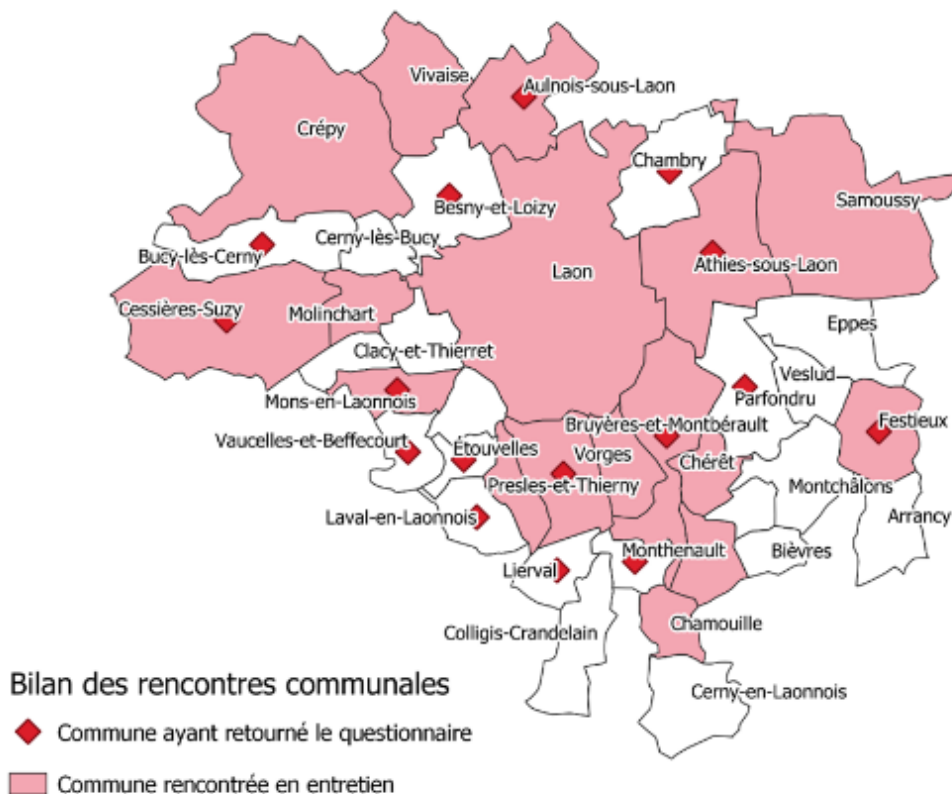 Vivaise
Aulnois-sous-Laon
Crépy
Chambry
Besny-et-Loizy
Samoussy
Cerny-lès-Bucy
Bucy-lès-Cerny
Laon
Athies-sous-Laon
Cessières-Suzy
Molinchart
Eppes
Clacy-et-Thierret
Veslud
Parfondru
Mons-en-Laonnois
Festieux
Bruyères-et-Montbérault
Vaucelles-et-Beffecourt
Étouvelles
Vorges
Chérêt
Presles-et-Thierny
Montchâlons
Laval-en-Laonnois
Arrancy
Monthenault
Bièvres
Lierval
Chamouille
Colligis-Crandelain
Cerny-en-Laonnois
Bilan des rencontres communales
Commune ayant retourné le questionnaire
Commune rencontrée en entretien